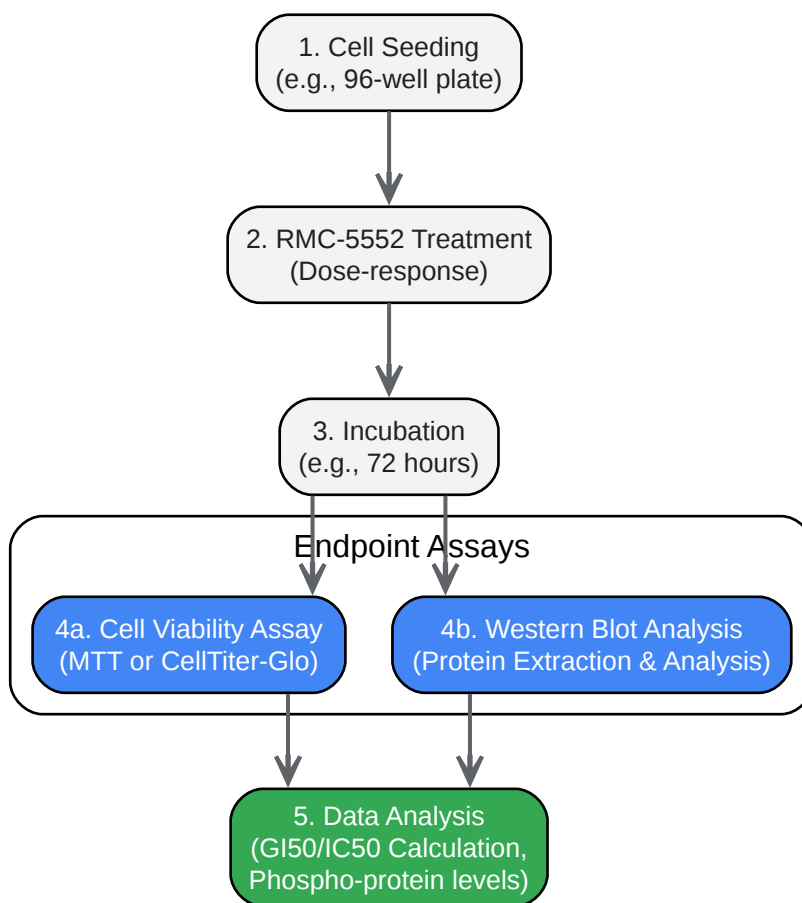 1. Cell Seeding
(e.g., 96-well plate)
2. RMC-5552 Treatment
(Dose-response)
3. Incubation
(e.g., 72 hours)
Endpoint Assays
4a. Cell Viability Assay
(MTT or CellTiter-Glo)
4b. Western Blot Analysis
(Protein Extraction & Analysis)
5. Data Analysis
(GI50/IC50 Calculation,
Phospho-protein levels)